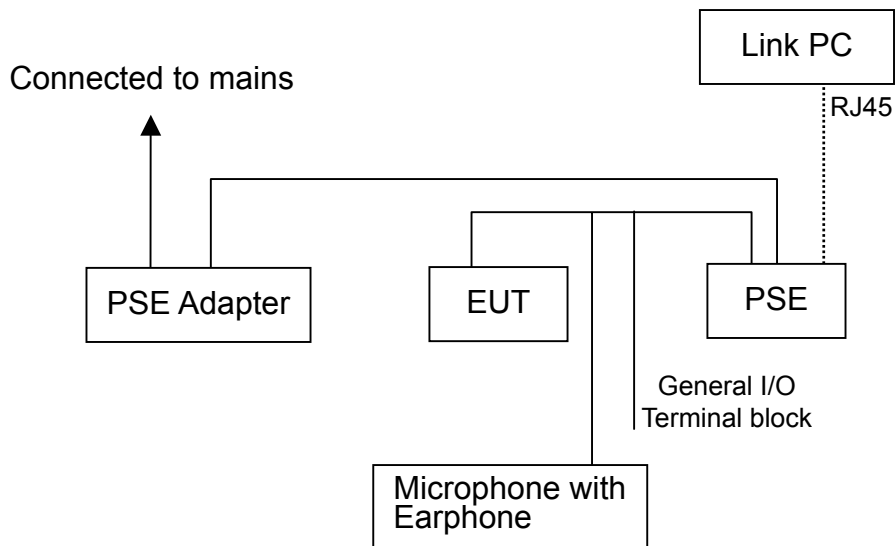 Link PC
Connected to mains
RJ45
PSE Adapter
EUT
PSE
General I/O
Terminal block
Microphone with
Earphone